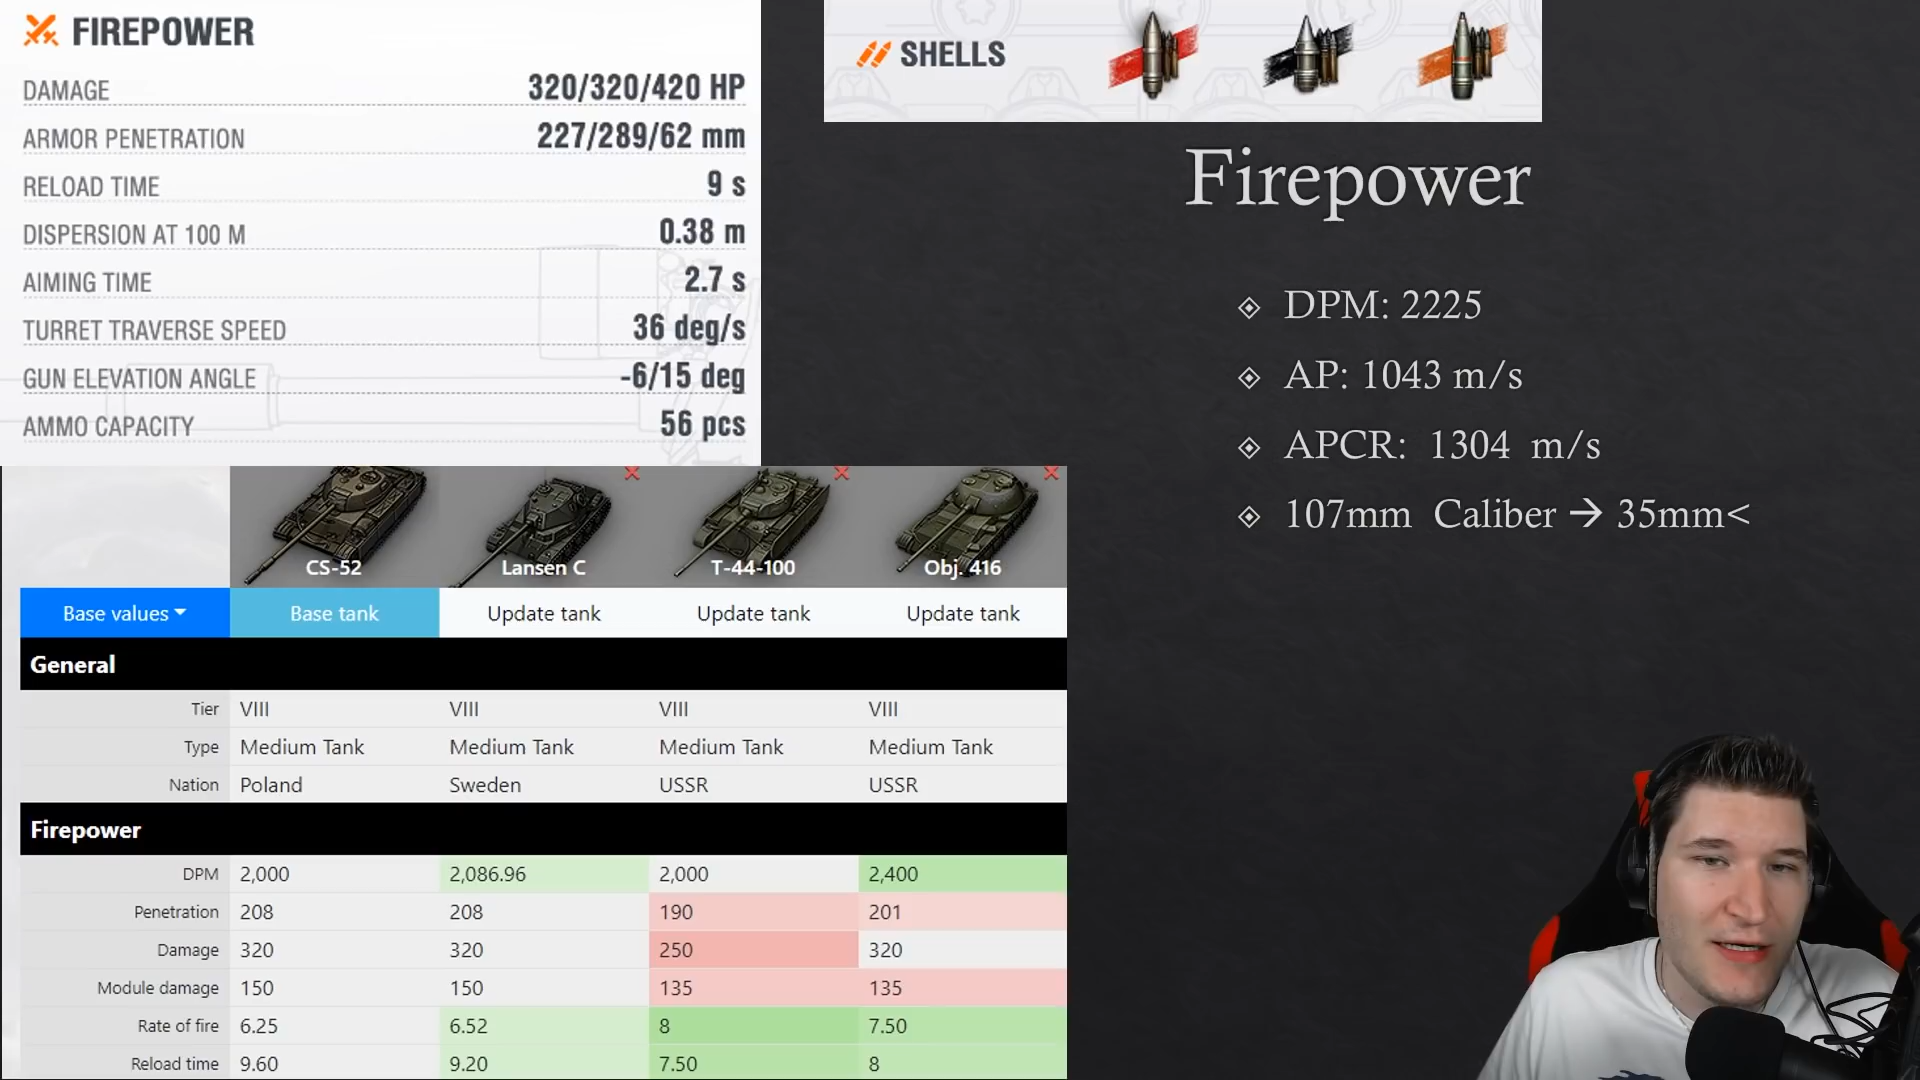 FIREPOWER
DAMAGE 320/320/420 HP
ARMOR PENETRATION 227/289/62 mm
RELOAD TIME 9 s
DISPERSION AT 100 M 0.38 m
AIMING TIME 2.7 s
TURRET TRAVERSE SPEED 36 deg/s
GUN ELEVATION ANGLE -6/15 deg
AMMO CAPACITY 56 pcs
SHELLS
Firepower
DPM: 2225
AP: 1043 m/s
APCR: 1304 m/s
107mm Caliber → 35mm<
CS-52 Lansen C T-44-100 Obj. 416
Base values Base tank Update tank Update tank Update tank
General
Tier VIII VIII VIII VIII
Type Medium Tank Medium Tank Medium Tank Medium Tank
Nation Poland Sweden USSR USSR
Firepower
DPM 2,000 2,086.96 2,000 2,400
Penetration 208 208 190 201
Damage 320 320 250 320
Module damage 150 150 135 135
Rate of fire 6.25 6.52 8 7.50
Reload time 9.60 9.20 7.50 8